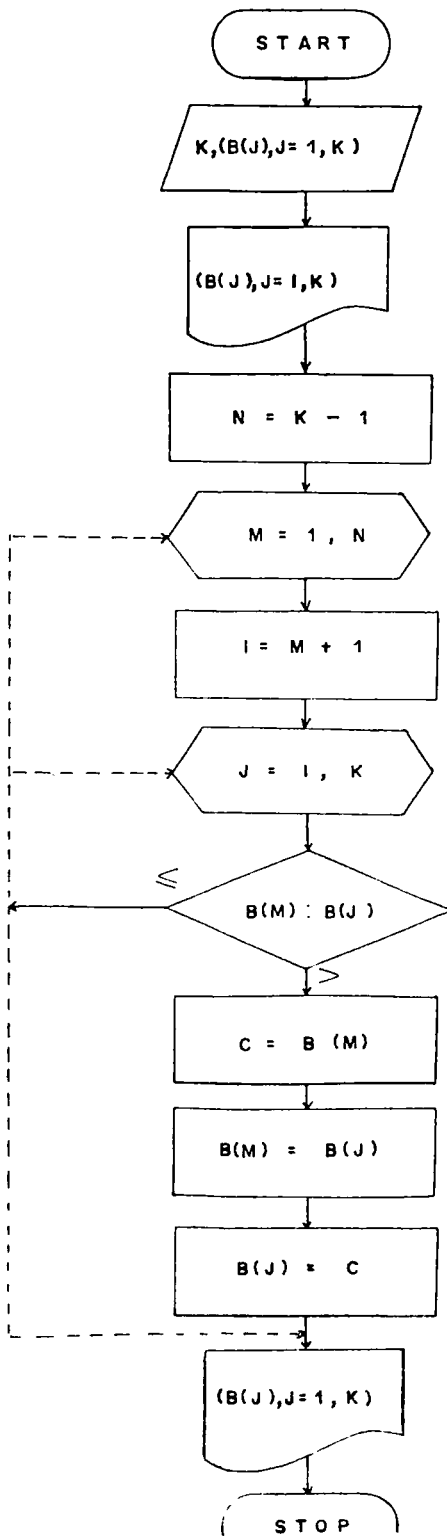 START
K,(B(J),J= 1, K)
(B(J),J= I,K)
N = K - 1
M = 1 , N
I = M + 1
J = I , K
≤
B(M) : B(J)
>
C = B (M)
B(M) = B(J)
B(J) = C
(B(J),J=1, K)
STOP